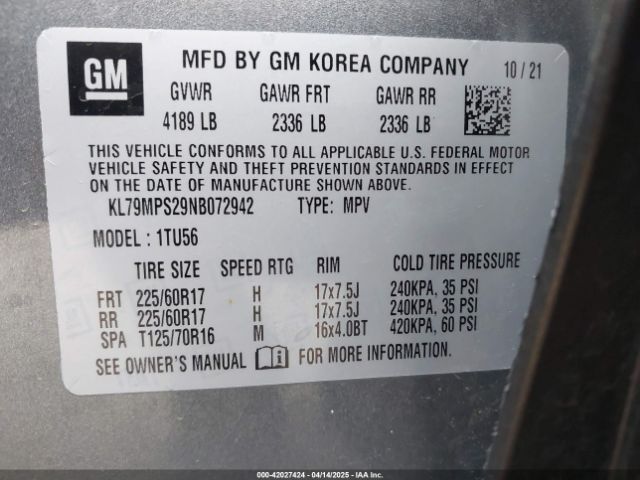 GM
MFD BY GM KOREA COMPANY 10 / 21
GVWR GAWR FRT GAWR RR
4189 LB 2336 LB 2336 LB
THIS VEHICLE CONFORMS TO ALL APPLICABLE U.S. FEDERAL MOTOR
VEHICLE SAFETY AND THEFT PREVENTION STANDARDS IN EFFECT
ON THE DATE OF MANUFACTURE SHOWN ABOVE.
KL79MPS29NB072942 TYPE: MPV
MODEL: 1TU56
TIRE SIZE SPEED RTG RIM COLD TIRE PRESSURE
FRT 225/60R17 H 17x7.5J 240KPA, 35 PSI
RR 225/60R17 H 17x7.5J 240KPA, 35 PSI
SPA T125/70R16 M 16x4.0BT 420KPA, 60 PSI
SEE OWNER'S MANUAL FOR MORE INFORMATION.
000-42027424 04/14/2025 IAAI.COM